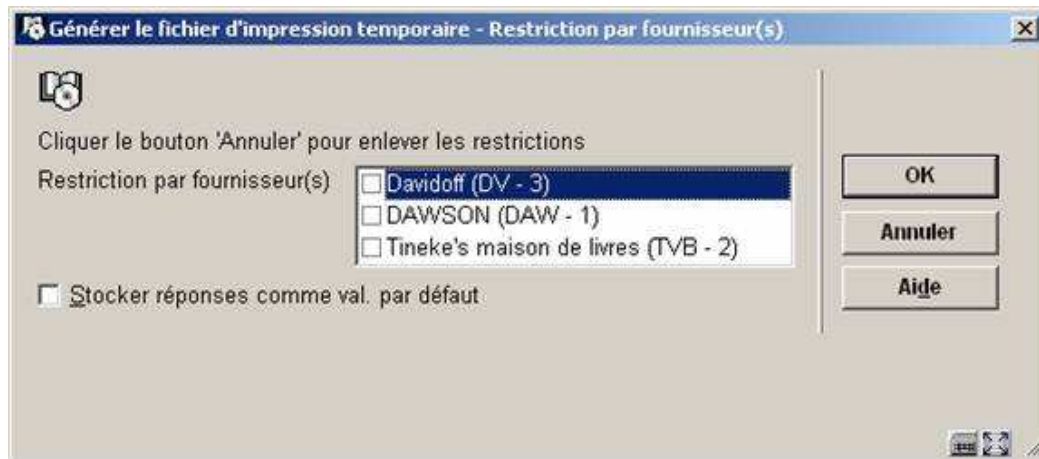 Générer le fichier d'impression temporaire - Restriction par fournisseur(s)
Cliquer le bouton 'Annuler' pour enlever les restrictions
Restriction par fournisseur(s)
Davidoff (DV - 3)
DAWSON (DAW - 1)
Tineke's maison de livres (TVB - 2)
Stocker réponses comme val. par défaut
OK
Annuler
Aide